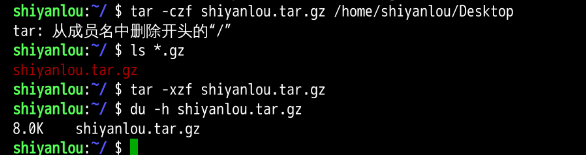 shiyanlou:~/ $ tar -czf shiyanlou.tar.gz /home/shiyanlou/Desktop
tar: 从成员名中删除开头的“/”
shiyanlou:~/ $ ls *.gz
shiyanlou.tar.gz
shiyanlou:~/ $ tar -xzf shiyanlou.tar.gz
shiyanlou:~/ $ du -h shiyanlou.tar.gz
8.0K    shiyanlou.tar.gz
shiyanlou:~/ $